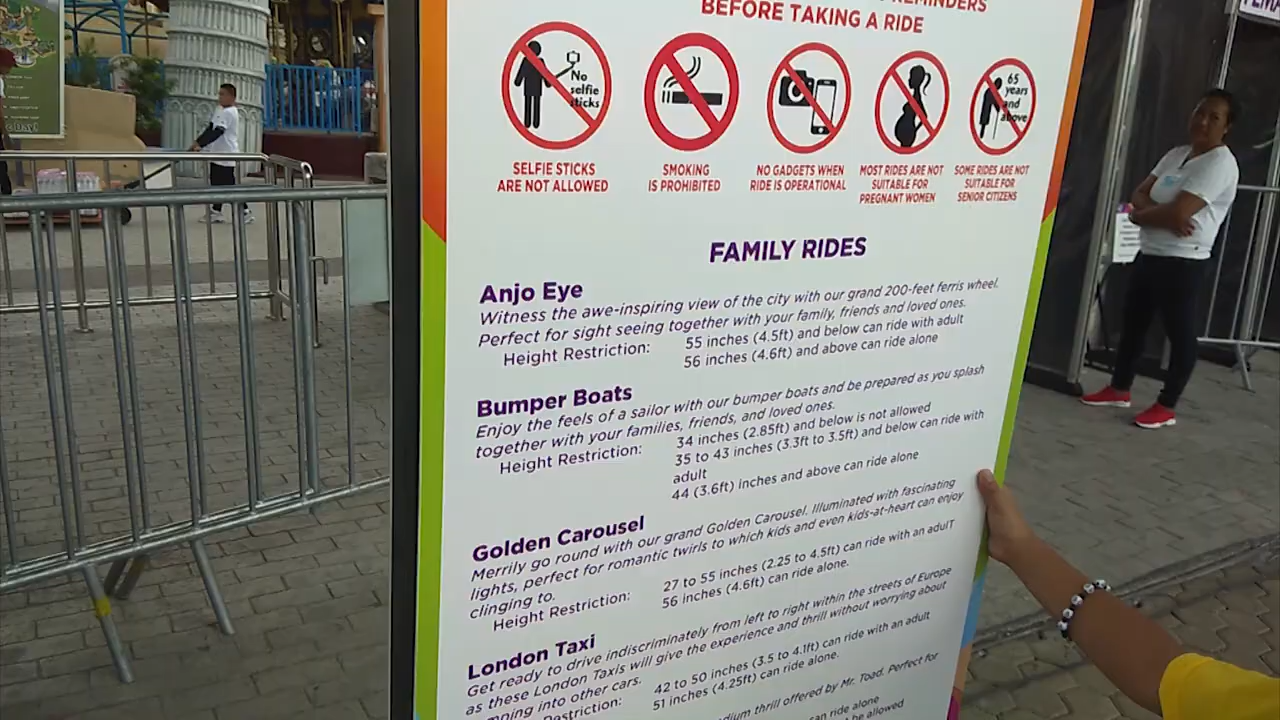 REMINDERS
BEFORE TAKING A RIDE
No
selfie
sticks
65
years
and
above
SELFIE STICKS
ARE NOT ALLOWED
SMOKING
IS PROHIBITED
NO GADGETS WHEN
RIDE IS OPERATIONAL
MOST RIDES ARE NOT
SUITABLE FOR
PREGNANT WOMEN
SOME RIDES ARE NOT
SUITABLE FOR
SENIOR CITIZENS
FAMILY RIDES
Anjo Eye
Witness the awe-inspiring view of the city with our grand 200-feet ferris wheel.
Perfect for sight seeing together with your family, friends and loved ones.
Height Restriction: 55 inches (4.5ft) and below can ride with adult
56 inches (4.6ft) and above can ride alone
Bumper Boats
Enjoy the feels of a sailor with our bumper boats and be prepared as you splash
together with your families, friends, and loved ones.
Height Restriction: 34 inches (2.85ft) and below is not allowed
35 to 43 inches (3.3ft to 3.5ft) and below can ride with
adult
44 (3.6ft) inches and above can ride alone
Golden Carousel
Merrily go round with our grand Golden Carousel. Illuminated with fascinating
lights, perfect for romantic twirls to which kids and even kids-at-heart can enjoy
clinging to.
Height Restriction: 27 to 55 inches (2.25 to 4.5ft) can ride with an adulT
56 inches (4.6ft) can ride alone.
London Taxi
Get ready to drive indiscriminately from left to right within the streets of Europe
as these London Taxis will give the experience and thrill without worrying about
into other cars.
42 to 50 inches (3.5 to 4.1ft) can ride with an adult
51 inches (4.25ft) can ride alone.
thrill offered by Mr. Toad. Perfect for
can ride alone
be allowed
Day!